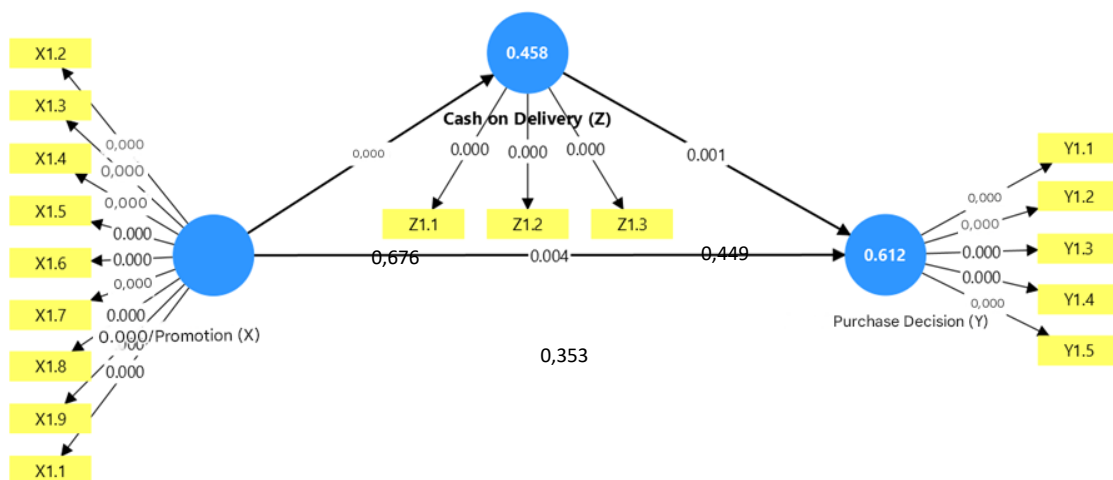 X1.2
X1.3
X1.4
X1.5
X1.6
X1.7
X1.8
X1.9
X1.1
0,000
0,000
0,000
0.000
0.000
0,000
0.000
0.000
0.000
/Promotion (X)
0,000
0.458
Cash on Delivery (Z)
0.000
0.000
0.000
Z1.1
Z1.2
Z1.3
0.001
0,676
0.004
0,449
0,353
0.612
Purchase Decision (Y)
0,000
0,000
0.000
0.000
0,000
Y1.1
Y1.2
Y1.3
Y1.4
Y1.5